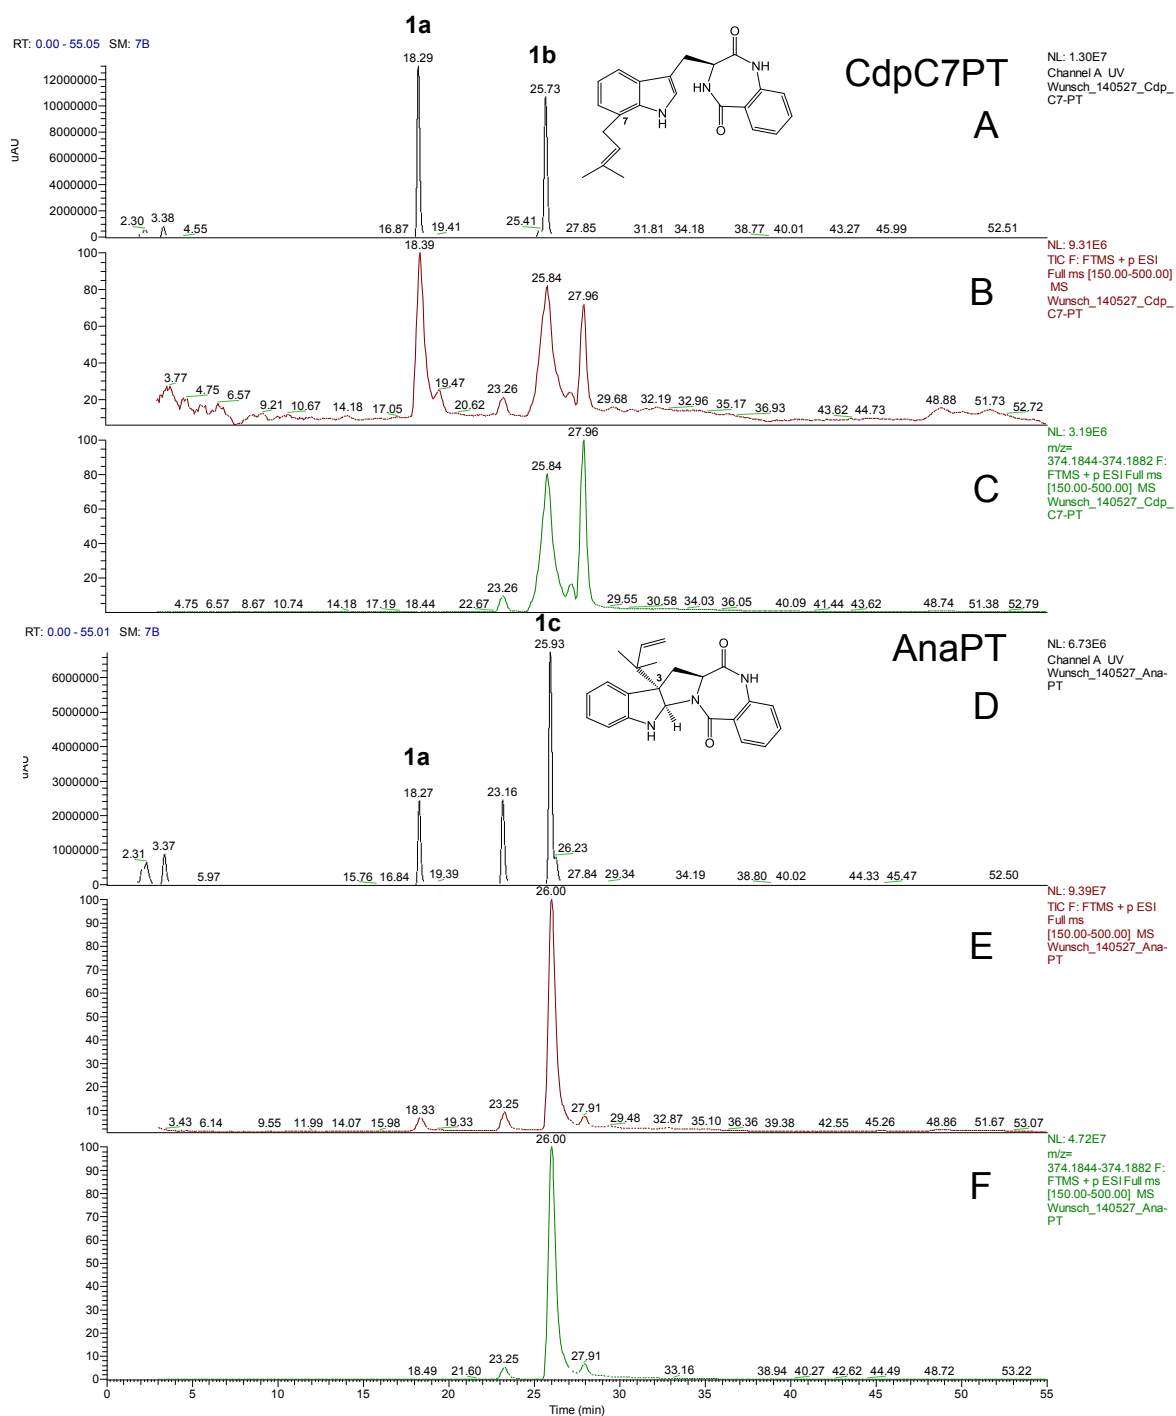 1a
1b
RT: 0.00 - 55.05 SM: 7B
18.29
25.73
CdpC7PT
A
NL: 1.30E7
Channel A UV
Wunsch_140527_Cdp_
C7-PT
O
NH
HN
O
N
H
7
uAU
12000000
10000000
8000000
6000000
4000000
2000000
0
2.30 3.38 4.55 16.87 19.41 25.41 27.85 31.81 34.18 38.77 40.01 43.27 45.99 52.51
B
NL: 9.31E6
TIC F: FTMS + p ESI
Full ms [150.00-500.00]
MS
Wunsch_140527_Cdp_
C7-PT
100
80
60
40
20
18.39
25.84
27.96
3.77 4.75 6.57 9.21 10.67 14.18 17.05 19.47 20.62 23.26 29.68 32.19 32.96 35.17 36.93 43.62 44.73 48.88 51.73 52.72
C
NL: 3.19E6
m/z=
374.1844-374.1882 F:
FTMS + p ESI Full ms
[150.00-500.00] MS
Wunsch_140527_Cdp_
C7-PT
100
80
60
40
20
27.96
25.84
23.26
4.75 6.57 8.67 10.74 14.18 17.19 18.44 22.67 29.55 30.58 34.03 36.05 40.09 41.44 43.62 48.74 51.38 52.79
RT: 0.00 - 55.01 SM: 7B
1c
25.93
AnaPT
D
NL: 6.73E6
Channel A UV
Wunsch_140527_Ana-
PT
3
O
NH
N
O
N
H
H
1a
uAU
6000000
5000000
4000000
3000000
2000000
1000000
0
18.27
23.16
2.31 3.37 5.97 15.76 16.84 19.39 26.23 27.84 29.34 34.19 38.80 40.02 44.33 45.47 52.50
E
NL: 9.39E7
TIC F: FTMS + p ESI
Full ms
[150.00-500.00] MS
Wunsch_140527_Ana-
PT
100
90
80
70
60
50
40
30
20
10
26.00
3.43 6.14 9.55 11.99 14.07 15.98 18.33 19.33 23.25 27.91 29.48 32.87 35.10 36.36 39.38 42.55 45.26 48.86 51.67 53.07
F
NL: 4.72E7
m/z=
374.1844-374.1882 F:
FTMS + p ESI Full ms
[150.00-500.00] MS
Wunsch_140527_Ana-
PT
100
90
80
70
60
50
40
30
20
10
0
26.00
18.49 21.60 23.25 27.91 33.16 38.94 40.27 42.62 44.49 48.72 53.22
0 5 10 15 20 25 30 35 40 45 50 55
Time (min)